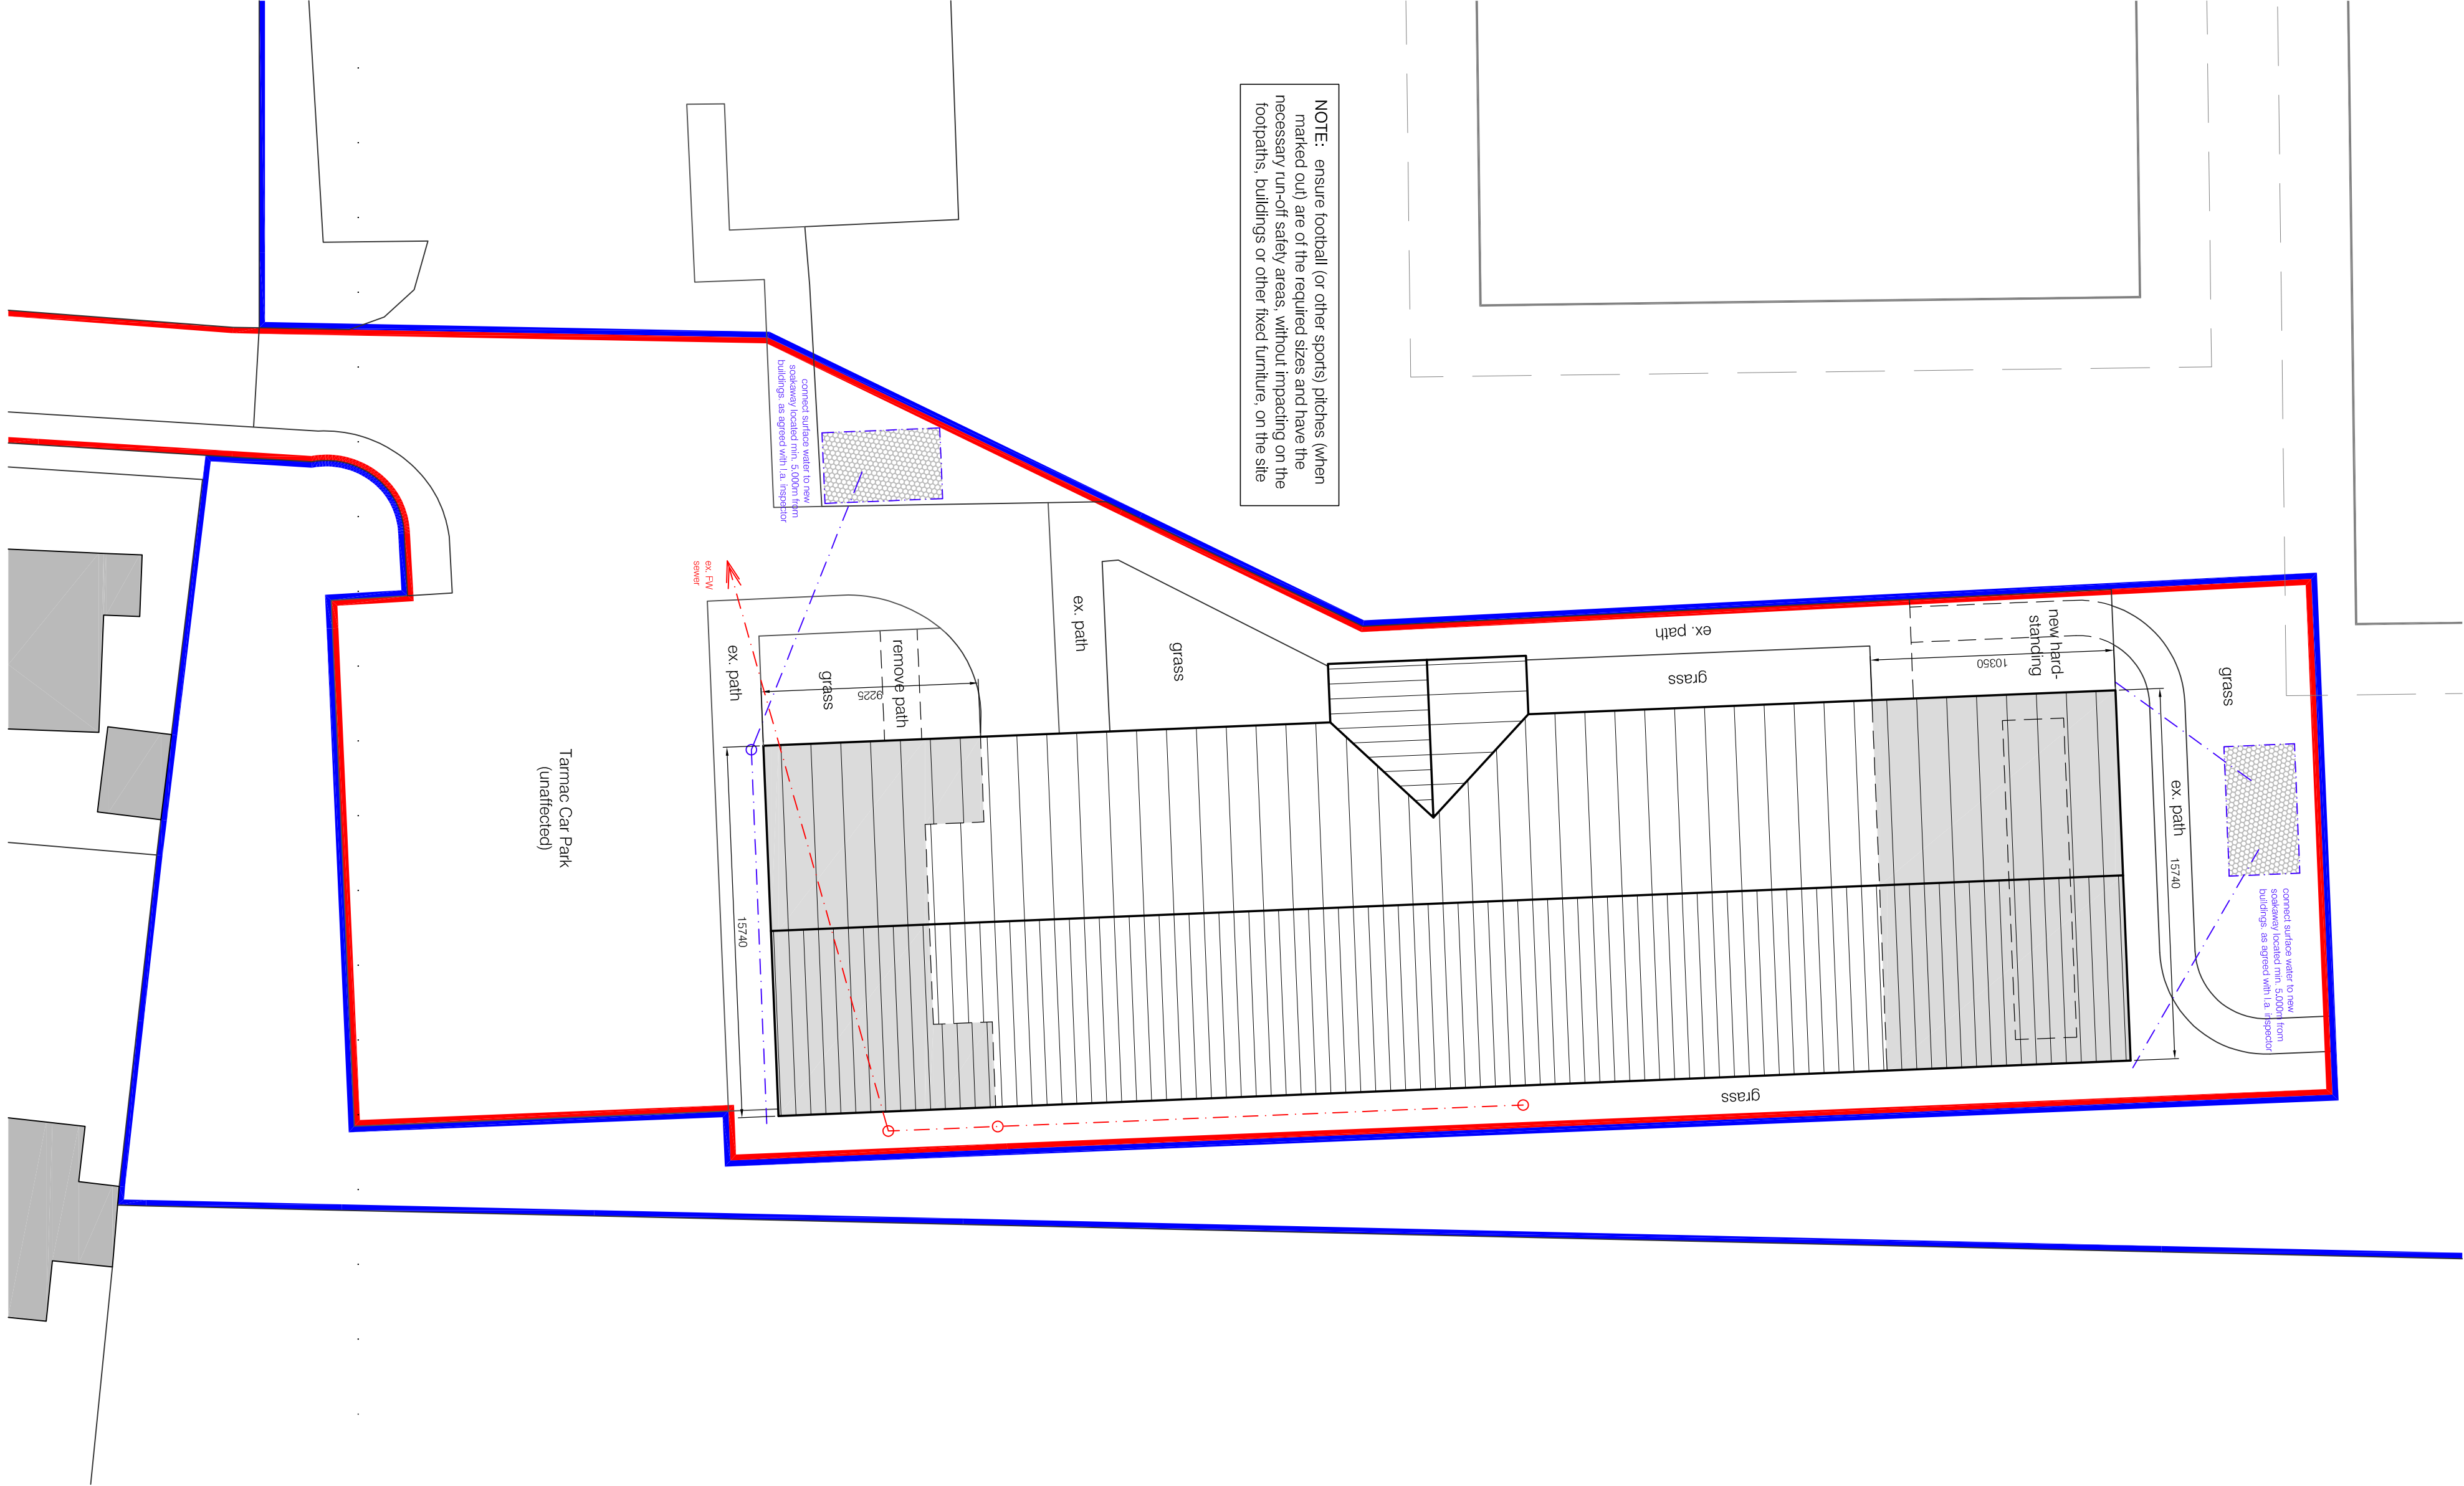 NOTE: ensure football (or other sports) pitches (when
marked out) are of the required sizes and have the
necessary run-off safety areas, without impacting on the
footpaths, buildings or other fixed furniture, on the site
connect surface water to new
soakaway located min. 5.000m from
buildings. as agreed with l.a. inspector
ex. FW
sewer
ex. path
grass
remove path
9225
ex. path
grass
ex. path
grass
new hard-
standing
10350
grass
ex. path
15740
connect surface water to new
soakaway located min. 5.000m from
buildings. as agreed with l.a. inspector
Tarmac Car Park
(unaffected)
15740
grass